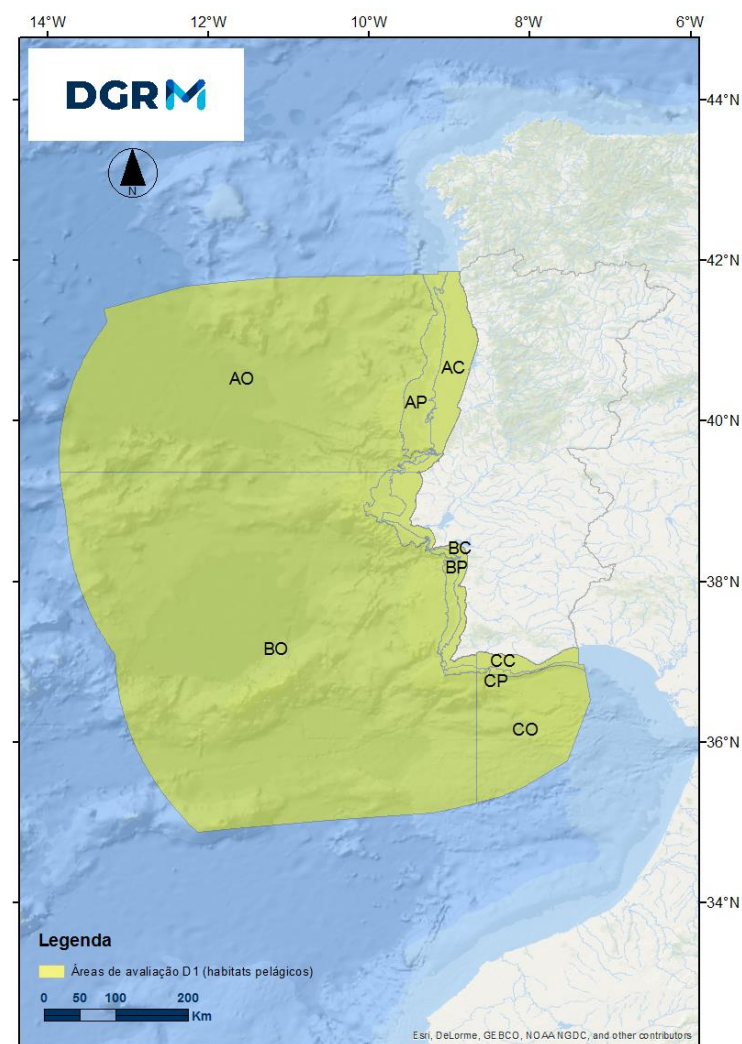 14°W 12°W 10°W 8°W 6°W
DGRM
44°N
N
42°N
AO
AC
AP
40°N
BC
38°N
BP
BO
CC
CP
CO
36°N
34°N
Legenda
Áreas de avaliação D1 (habitats pelágicos)
0 50 100 200
Km
Esri, DeLorme, GEBCO, NOAA NGDC, and other contributors